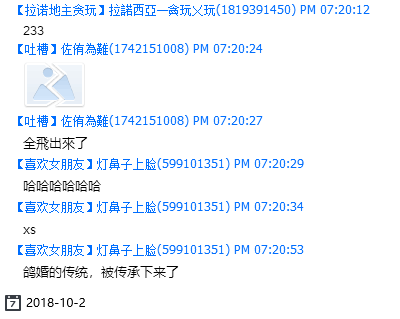 【拉诺地主贪玩】拉諾西亞一贪玩乂玩(1819391450) PM 07:20:12
233
【吐槽】佐侑為難(1742151008) PM 07:20:24
【吐槽】佐侑為難(1742151008) PM 07:20:27
全飛出來了
【喜欢女朋友】灯鼻子上脸(599101351) PM 07:20:29
哈哈哈哈哈哈
【喜欢女朋友】灯鼻子上脸(599101351) PM 07:20:34
xs
【喜欢女朋友】灯鼻子上脸(599101351) PM 07:20:53
鸽婚的传统，被传承下来了
7 2018-10-2